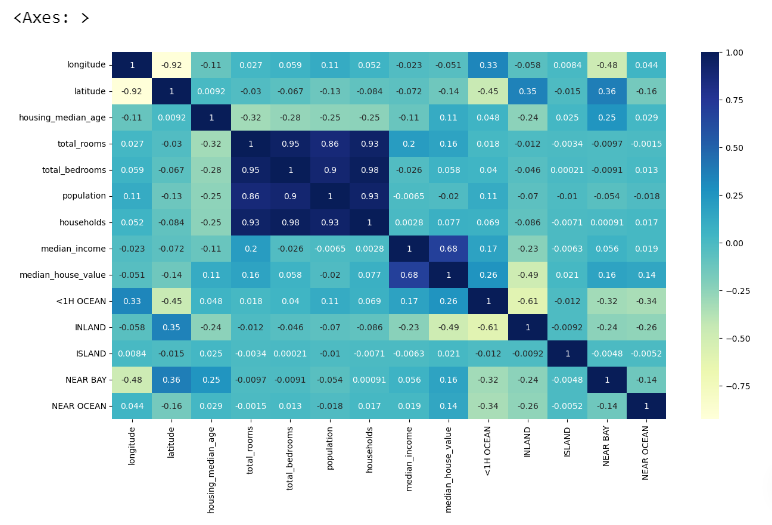 <Axes: >
longitude 1 -0.92 -0.11 0.027 0.059 0.11 0.052 -0.023 -0.051 0.33 -0.058 0.0084 -0.48 0.044
latitude -0.92 1 0.0092 -0.03 -0.067 -0.13 -0.084 -0.072 -0.14 -0.45 0.35 -0.015 0.36 -0.16
housing_median_age -0.11 0.0092 1 -0.32 -0.28 -0.25 -0.25 -0.11 0.11 0.048 -0.24 0.025 0.25 0.029
total_rooms 0.027 -0.03 -0.32 1 0.95 0.86 0.93 0.2 0.16 0.018 -0.012 -0.0034 -0.0097 -0.0015
total_bedrooms 0.059 -0.067 -0.28 0.95 1 0.9 0.98 -0.026 0.058 0.04 -0.046 0.00021 -0.0091 0.013
population 0.11 -0.13 -0.25 0.86 0.9 1 0.93 -0.0065 -0.02 0.11 -0.07 -0.01 -0.054 -0.018
households 0.052 -0.084 -0.25 0.93 0.98 0.93 1 0.0028 0.077 0.069 -0.086 -0.0071 0.00091 0.017
median_income -0.023 -0.072 -0.11 0.2 -0.026 -0.0065 0.0028 1 0.68 0.17 -0.23 -0.0063 0.056 0.019
median_house_value -0.051 -0.14 0.11 0.16 0.058 -0.02 0.077 0.68 1 0.26 -0.49 0.021 0.16 0.14
<1H OCEAN 0.33 -0.45 0.048 0.018 0.04 0.11 0.069 0.17 0.26 1 -0.61 -0.012 -0.32 -0.34
INLAND -0.058 0.35 -0.24 -0.012 -0.046 -0.07 -0.086 -0.23 -0.49 -0.61 1 -0.0092 -0.24 -0.26
ISLAND 0.0084 -0.015 0.025 -0.0034 0.00021 -0.01 -0.0071 -0.0063 0.021 -0.012 -0.0092 1 -0.0048 -0.0052
NEAR BAY -0.48 0.36 0.25 -0.0097 -0.0091 -0.054 0.00091 0.056 0.16 -0.32 -0.24 -0.0048 1 -0.14
NEAR OCEAN 0.044 -0.16 0.029 -0.0015 0.013 -0.018 0.017 0.019 0.14 -0.34 -0.26 -0.0052 -0.14 1
longitude
latitude
housing_median_age
total_rooms
total_bedrooms
population
households
median_income
median_house_value
<1H OCEAN
INLAND
ISLAND
NEAR BAY
NEAR OCEAN
1.00
0.75
0.50
0.25
0.00
−0.25
−0.50
−0.75